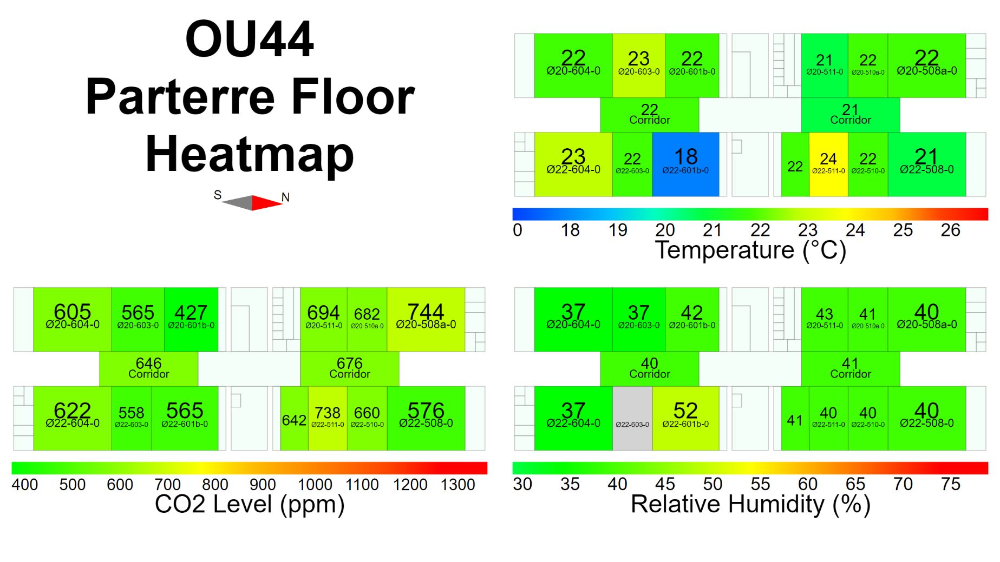 OU44
Parterre Floor
Heatmap
S N
22 23 22 21 22 22
Ø20-604-0 Ø20-603-0 Ø20-601b-0 Ø20-511-0 Ø20-510a-0 Ø20-508a-0
22 21
Corridor Corridor
23 22 18 22 24 22 21
Ø22-604-0 Ø22-603-0 Ø22-601b-0 Ø22-511-0 Ø22-510-0 Ø22-508-0
0 18 19 20 21 22 23 24 25 26
Temperature (°C)
605 565 427 694 682 744
Ø20-604-0 Ø20-603-0 Ø20-601b-0 Ø20-511-0 Ø20-510a-0 Ø20-508a-0
646 676
Corridor Corridor
622 558 565 642 738 660 576
Ø22-604-0 Ø22-603-0 Ø22-601b-0 Ø22-511-0 Ø22-510-0 Ø22-508-0
400 500 600 700 800 900 1000 1100 1200 1300
CO2 Level (ppm)
37 37 42 43 41 40
Ø20-604-0 Ø20-603-0 Ø20-601b-0 Ø20-511-0 Ø20-510a-0 Ø20-508a-0
40 41
Corridor Corridor
37 52 41 40 40 40
Ø22-604-0 Ø22-603-0 Ø22-601b-0 Ø22-511-0 Ø22-510-0 Ø22-508-0
30 35 40 45 50 55 60 65 70 75
Relative Humidity (%)